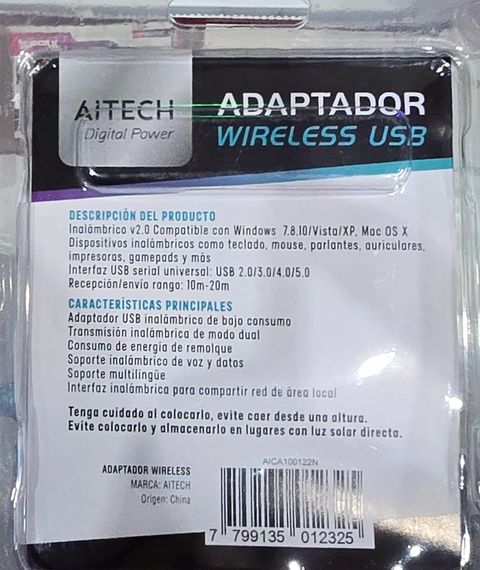 AITECH
Digital Power
ADAPTADOR
WIRELESS USB
DESCRIPCIÓN DEL PRODUCTO
Inalámbrico v2.0 Compatible con Windows 7,8,10/Vista/XP, Mac OS X
Dispositivos inalámbricos como teclado, mouse, parlantes, auriculares,
impresoras, gamepads y más
Interfaz USB serial universal: USB 2.0/3.0/4.0/5.0
Recepción/envío rango: 10m-20m
CARACTERÍSTICAS PRINCIPALES
Adaptador USB inalámbrico de bajo consumo
Transmisión inalámbrica de modo dual
Consumo de energía de remolque
Soporte inalámbrico de voz y datos
Soporte multilingüe
Interfaz inalámbrica para compartir red de área local
Tenga cuidado al colocarlo, evite caer desde una altura.
Evite colocarlo y almacenarlo en lugares con luz solar directa.
ADAPTADOR WIRELESS
MARCA: AITECH
Origen: China
AICA100122N
7 799135 012325